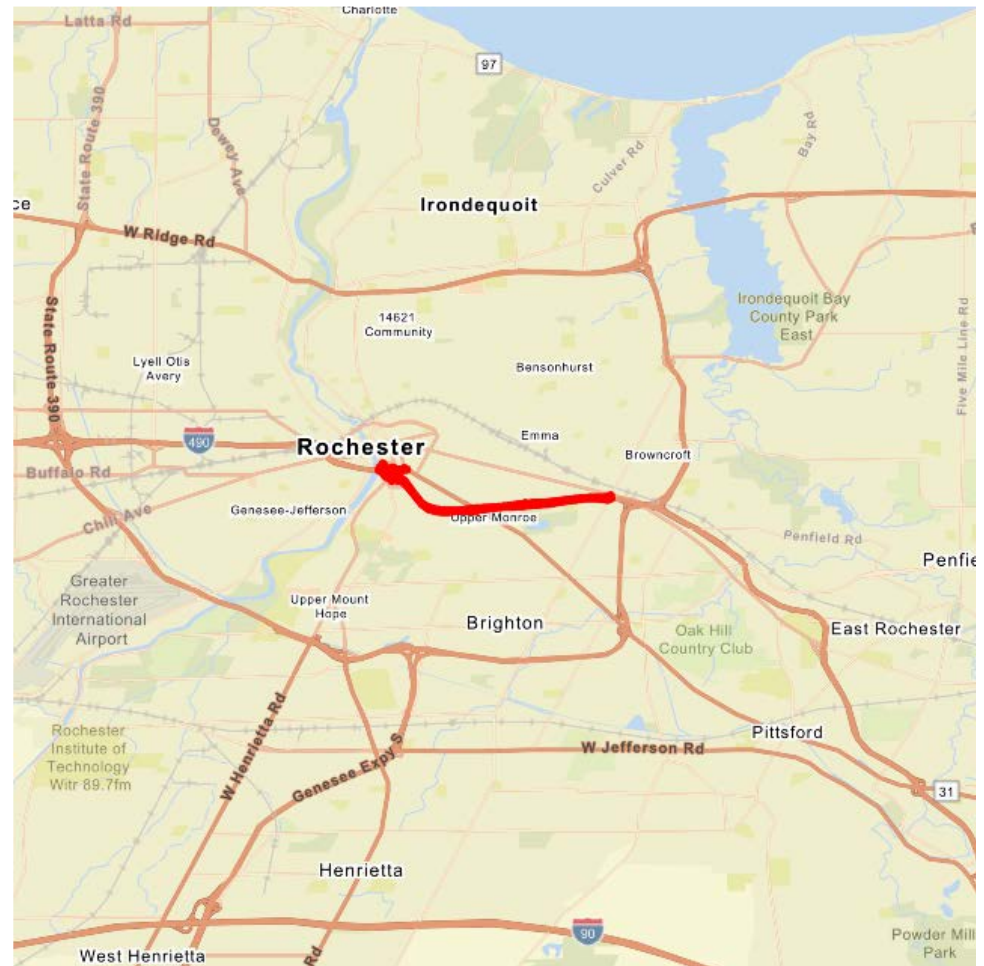 Charlotte
Latta Rd
97
State Route 390
Dewey Ave
Bay Rd
Culver Rd
ce
Irondequoit
W Ridge Rd
Irondequoit Bay
County Park
East
14621
Community
State Route 390
Five Mile Line Rd
Lyell Otis
Avery
Bensonhurst
490
Rochester
Emma
Browncroft
Buffalo Rd
Genesee-Jefferson
Upper Monroe
Chili Ave
Penfield Rd
Penfie
Greater
Rochester
International
Airport
Upper Mount
Hope
Brighton
Oak Hill
Country Club
East Rochester
Rochester
Institute of
Technology
Witr 89.7fm
W Henrietta Rd
Genesee Expy S
W Jefferson Rd
Pittsford
31
Henrietta
90
West Henrietta
Rd
Powder Mill
Park